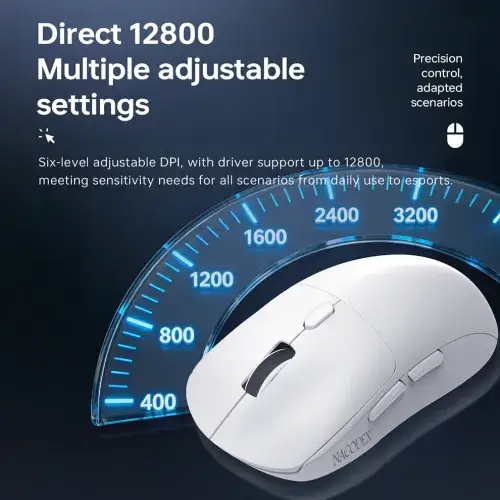 Direct 12800
Multiple adjustable
settings
Precision
control,
adapted
scenarios
Six-level adjustable DPI, with driver support up to 12800,
meeting sensitivity needs for all scenarios from daily use to esports.
400
800
1200
1600
2400
3200
NACODEX